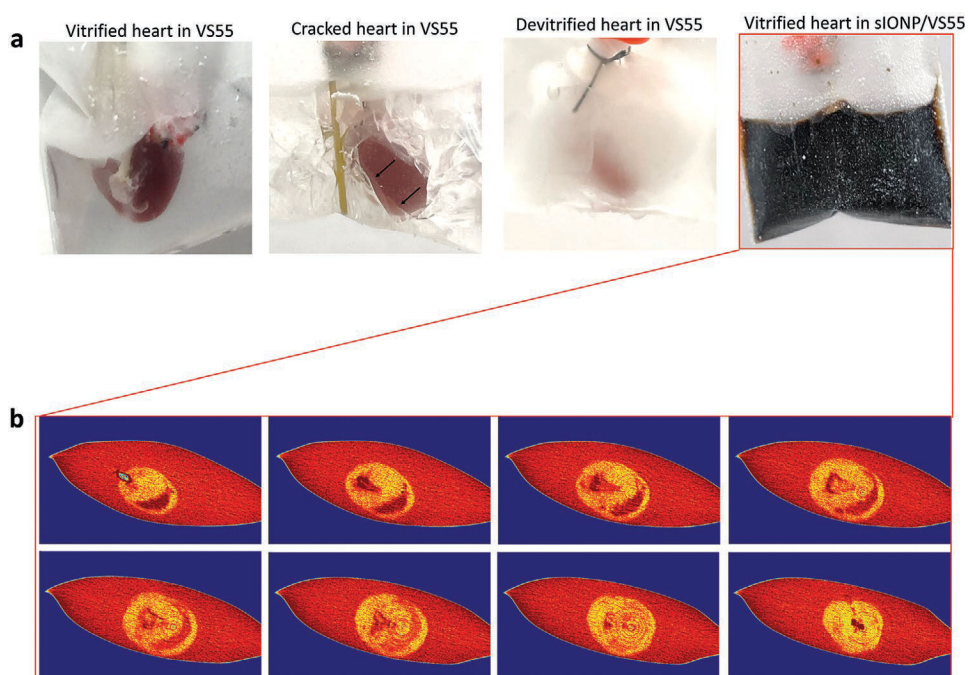 a
Vitrified heart in VS55
Cracked heart in VS55
Devitrified heart in VS55
Vitrified heart in sIONP/VS55
b